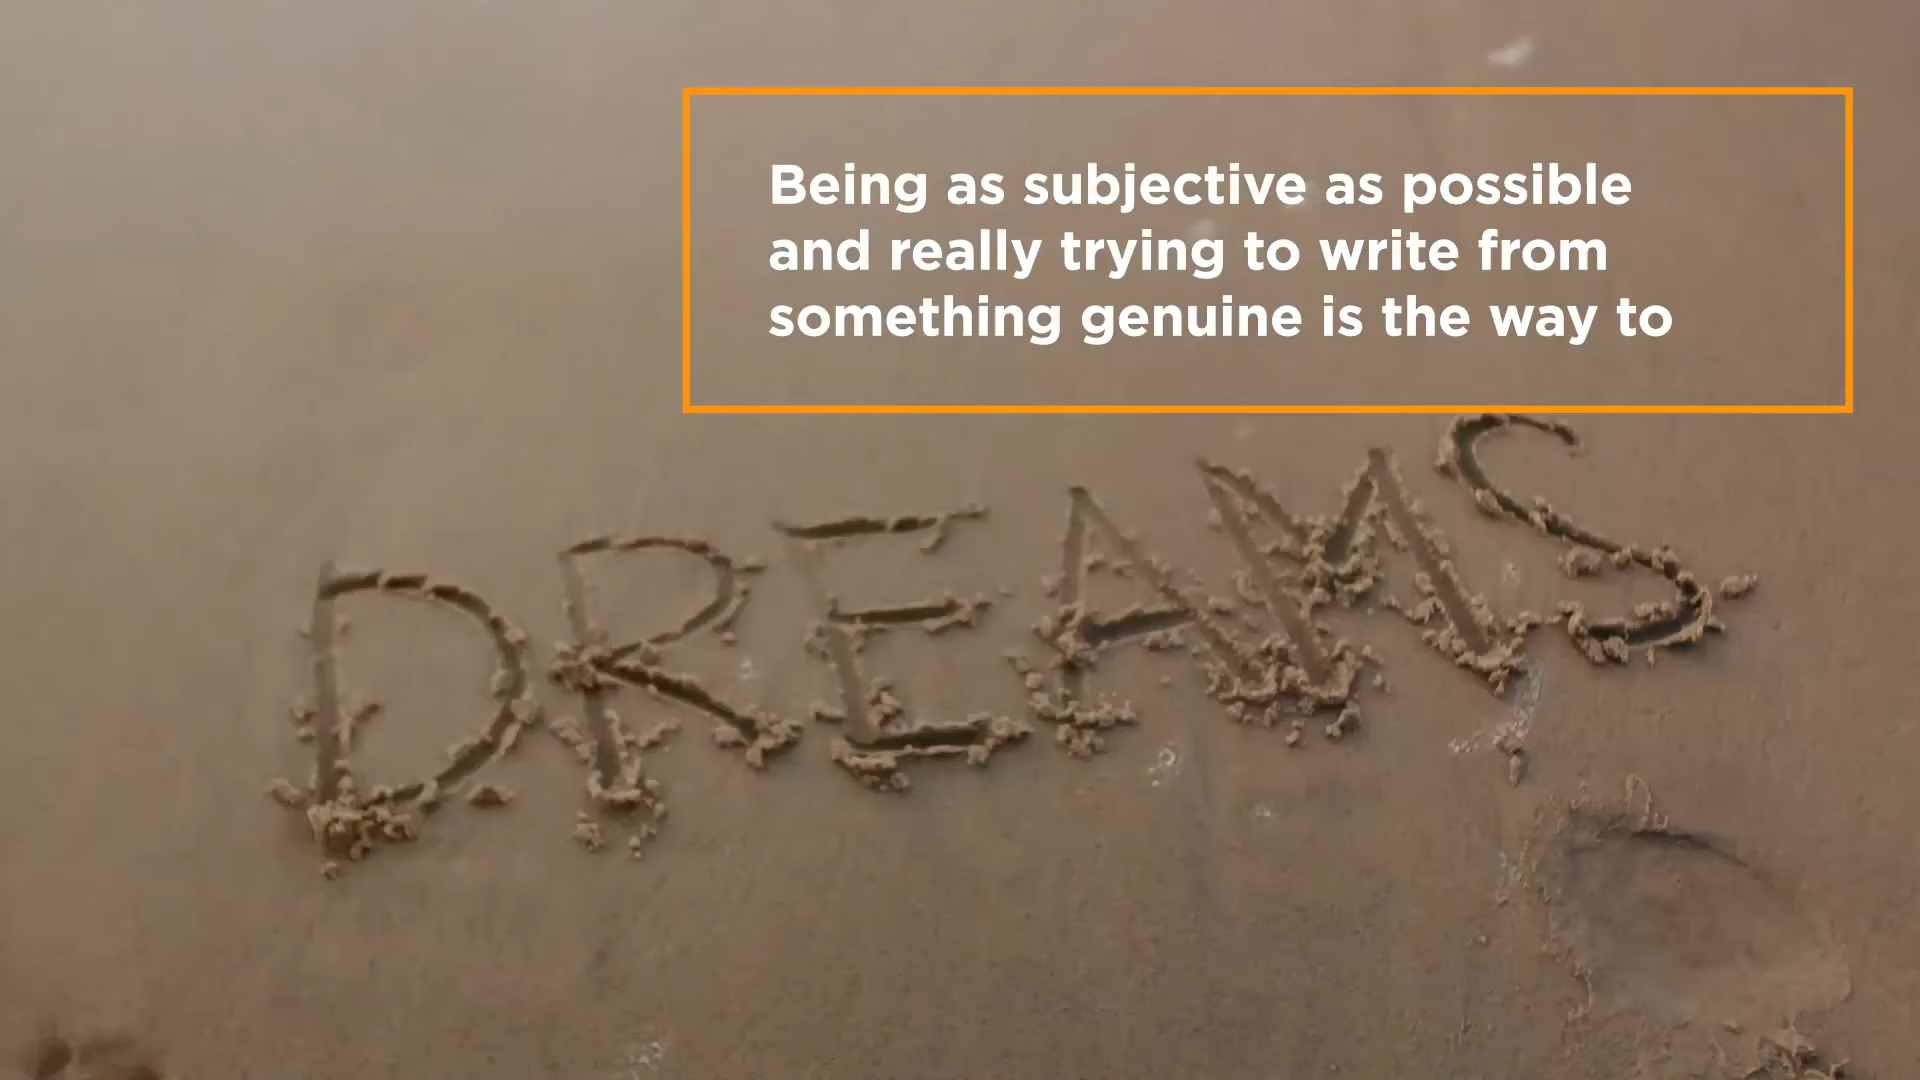 Being as subjective as possible
and really trying to write from
something genuine is the way to
DREAMS